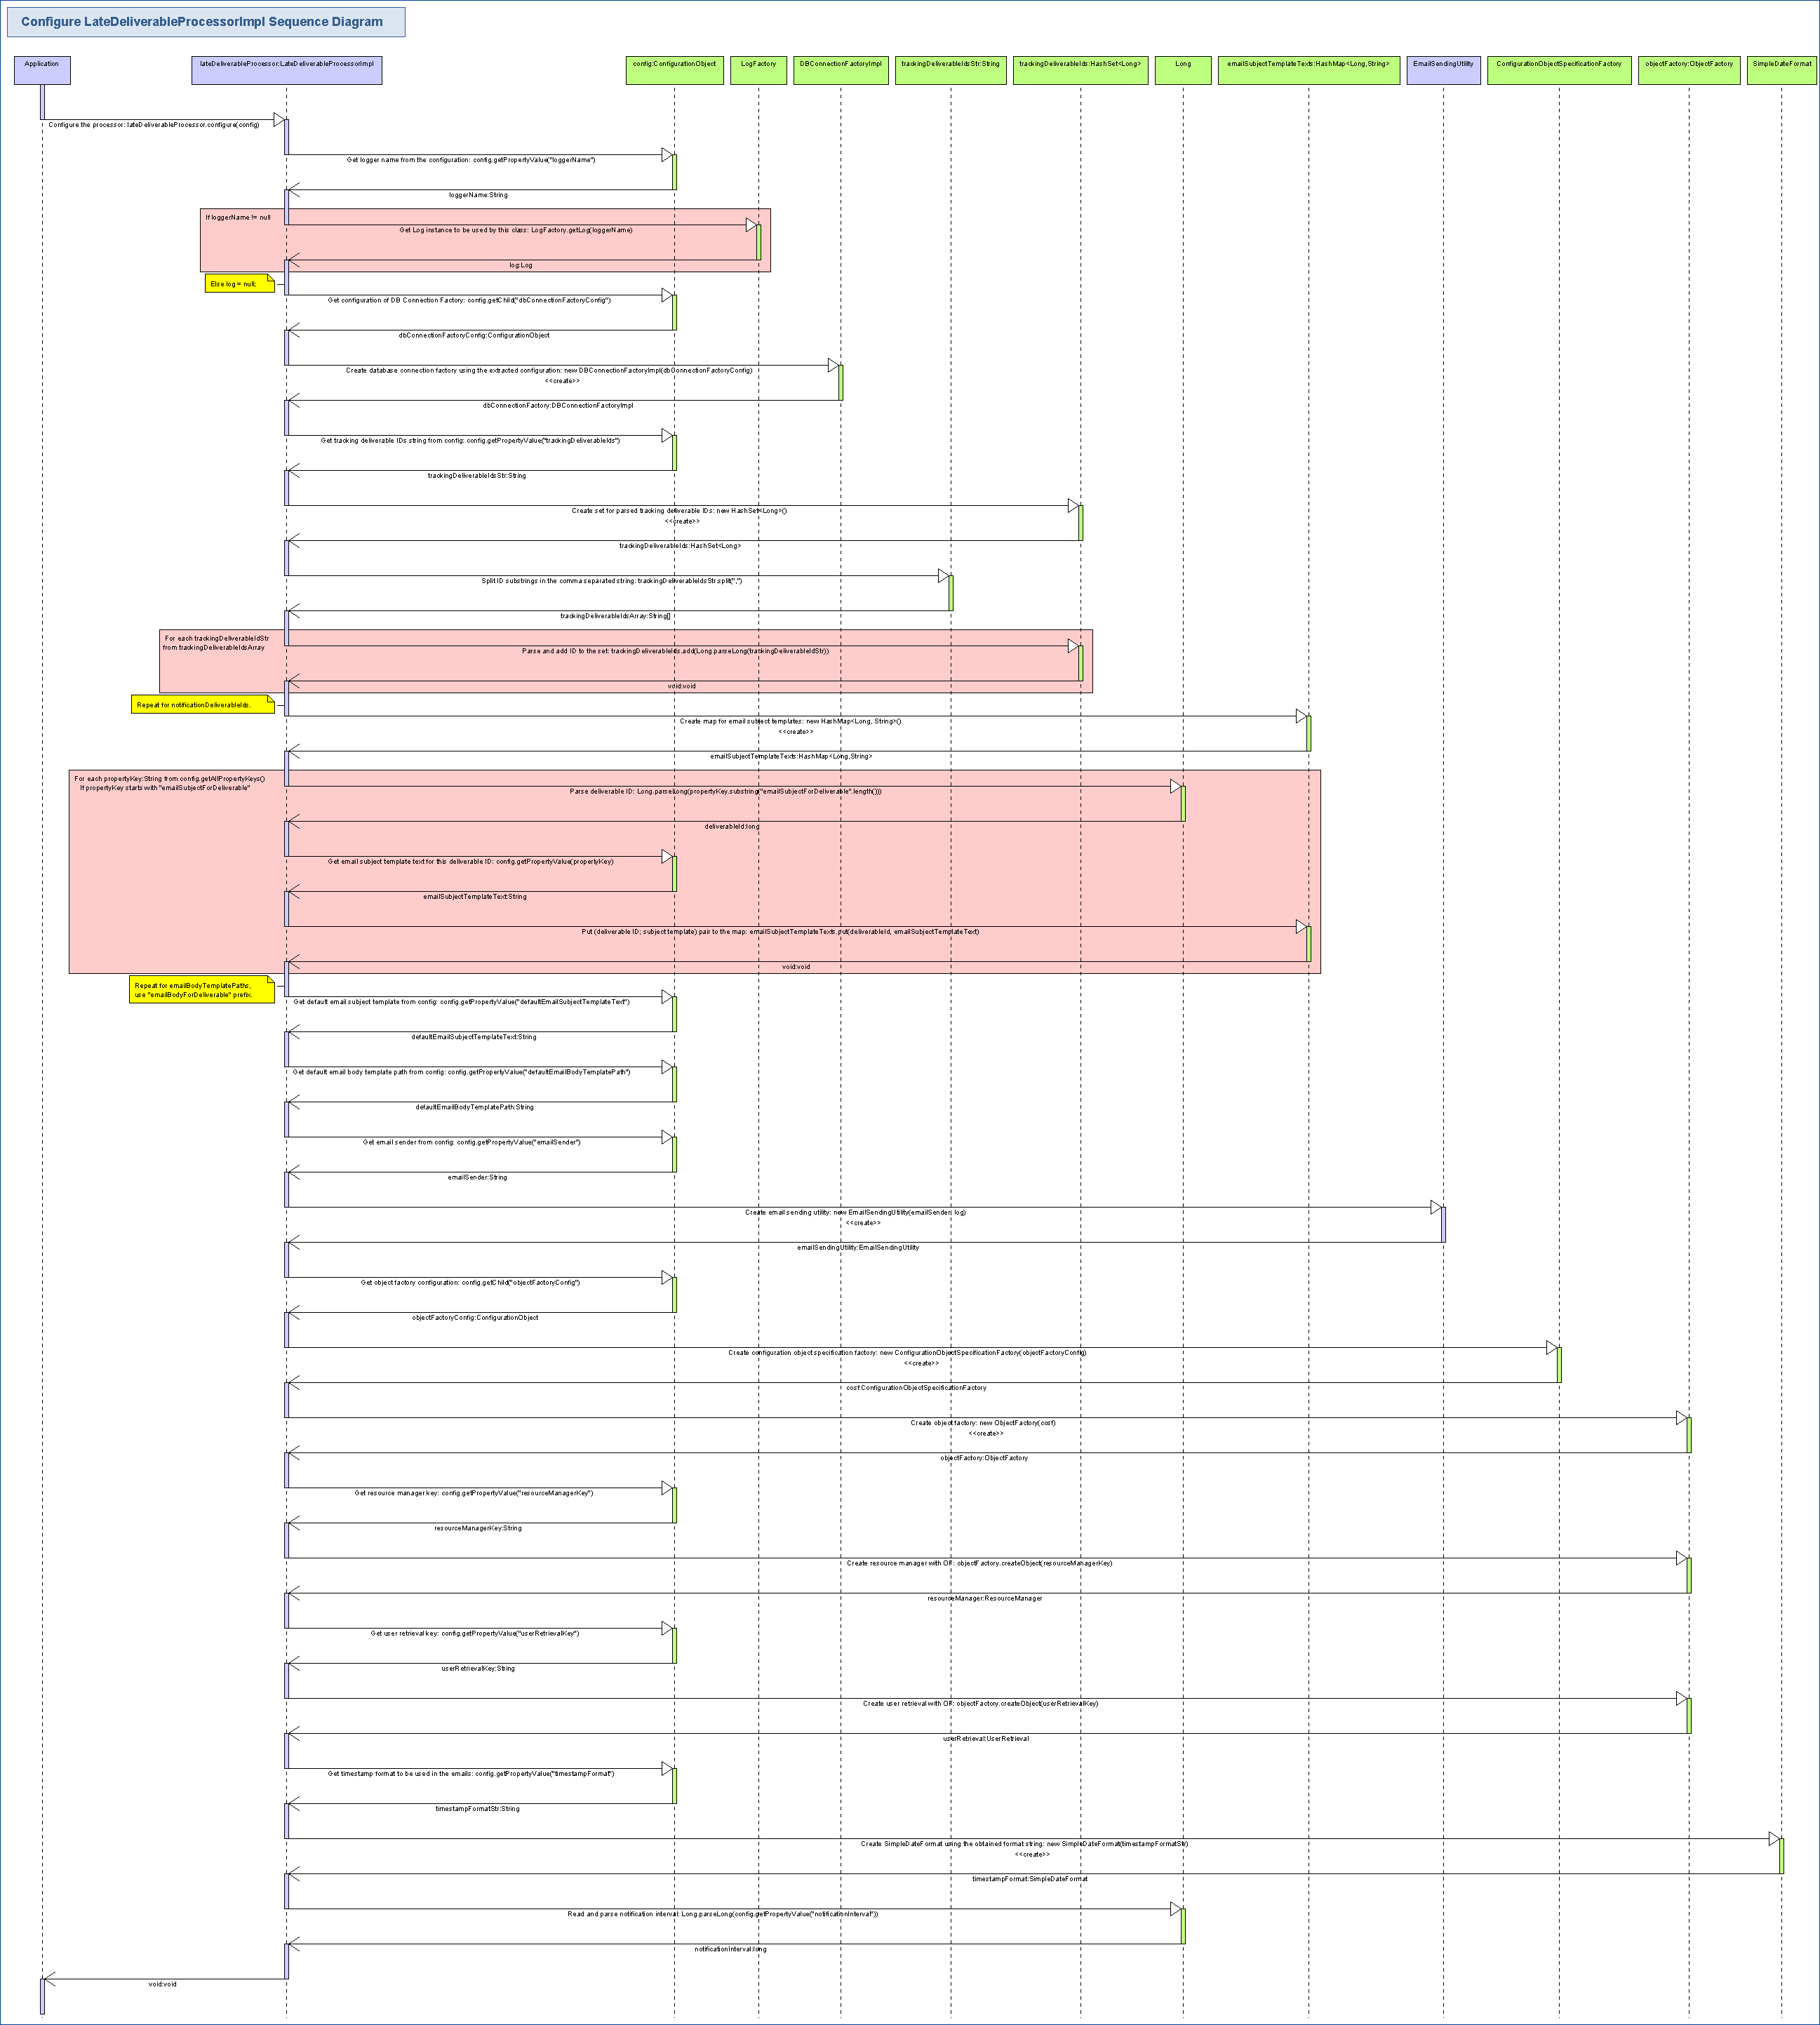 Configure LateDeliverableProcessorImpl Sequence Diagram
Application
lateDeliverableProcessor:LateDeliverableProcessorImpl
config:ConfigurationObject
LogFactory
DBConnectionFactoryImpl
trackingDeliverableIdsStr:String
trackingDeliverableIds:HashSet<Long>
Long
emailSubjectTemplateTexts:HashMap<Long,String>
EmailSendingUtility
ConfigurationObjectSpecificationFactory
objectFactory:ObjectFactory
SimpleDateFormat
Configure the processor: lateDeliverableProcessor.configure(config)
Get logger name from the configuration: config.getPropertyValue("loggerName")
loggerName:String
If loggerName != null
Get Log instance to be used by this class: LogFactory.getLog(loggerName)
log:Log
Else log = null;
Get configuration of DB Connection Factory: config.getChild("dbConnectionFactoryConfig")
dbConnectionFactoryConfig:ConfigurationObject
Create database connection factory using the extracted configuration: new DBConnectionFactoryImpl(dbConnectionFactoryConfig)
<<create>>
dbConnectionFactory:DBConnectionFactoryImpl
Get tracking deliverable IDs string from config: config.getPropertyValue("trackingDeliverableIds")
trackingDeliverableIdsStr:String
Create set for parsed tracking deliverable IDs: new HashSet<Long>()
<<create>>
trackingDeliverableIds:HashSet<Long>
Split ID substrings in the comma separated string: trackingDeliverableIdsStr.split(",")
trackingDeliverableIdsArray:String[]
For each trackingDeliverableIdStr
from trackingDeliverableIdsArray
Parse and add ID to the set: trackingDeliverableIds.add(Long.parseLong(trackingDeliverableIdStr))
void:void
Repeat for notificationDeliverableIds.
Create map for email subject templates: new HashMap<Long, String>()
<<create>>
emailSubjectTemplateTexts:HashMap<Long,String>
For each propertyKey:String from config.getAllPropertyKeys()
If propertyKey starts with "emailSubjectForDeliverable"
Parse deliverable ID: Long.parseLong(propertyKey.substring("emailSubjectForDeliverable".length()))
deliverableId:long
Get email subject template text for this deliverable ID: config.getPropertyValue(propertyKey)
emailSubjectTemplateText:String
Put (deliverable ID; subject template) pair to the map: emailSubjectTemplateTexts.put(deliverableId, emailSubjectTemplateText)
void:void
Repeat for emailBodyTemplatePaths,
use "emailBodyForDeliverable" prefix.
Get default email subject template from config: config.getPropertyValue("defaultEmailSubjectTemplateText")
defaultEmailSubjectTemplateText:String
Get default email body template path from config: config.getPropertyValue("defaultEmailBodyTemplatePath")
defaultEmailBodyTemplatePath:String
Get email sender from config: config.getPropertyValue("emailSender")
emailSender:String
Create email sending utility: new EmailSendingUtility(emailSender, log)
<<create>>
emailSendingUtility:EmailSendingUtility
Get object factory configuration: config.getChild("objectFactoryConfig")
objectFactoryConfig:ConfigurationObject
Create configuration object specification factory: new ConfigurationObjectSpecificationFactory(objectFactoryConfig)
<<create>>
cosf:ConfigurationObjectSpecificationFactory
Create object factory: new ObjectFactory(cosf)
<<create>>
objectFactory:ObjectFactory
Get resource manager key: config.getPropertyValue("resourceManagerKey")
resourceManagerKey:String
Create resource manager with OF: objectFactory.createObject(resourceManagerKey)
resourceManager:ResourceManager
Get user retrieval key: config.getPropertyValue("userRetrievalKey")
userRetrievalKey:String
Create user retrieval with OF: objectFactory.createObject(userRetrievalKey)
userRetrieval:UserRetrieval
Get timestamp format to be used in the emails: config.getPropertyValue("timestampFormat")
timestampFormatStr:String
Create SimpleDateFormat using the obtained format string: new SimpleDateFormat(timestampFormatStr)
<<create>>
timestampFormat:SimpleDateFormat
Read and parse notification interval: Long.parseLong(config.getPropertyValue("notificationInterval"))
notificationInterval:long
void:void